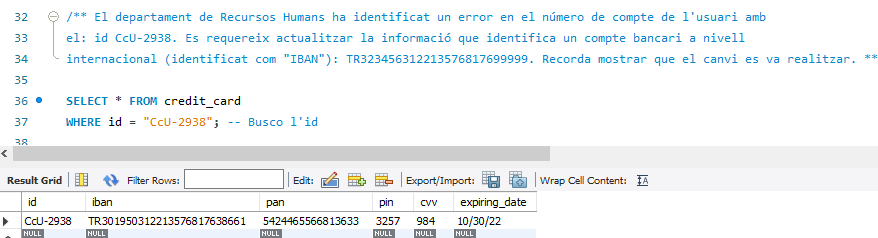 32 /** El departament de Recursos Humans ha identificat un error en el número de compte de l'usuari amb
33 el: id CcU-2938. Es requereix actualitzar la informació que identifica un compte bancari a nivell
34 internacional (identificat com "IBAN"): TR323456312213576817699999. Recorda mostrar que el canvi es va realitzar. **
35
36 SELECT * FROM credit_card
37 WHERE id = "CcU-2938"; -- Busco l'id
38
Result Grid Filter Rows: Edit: Export/Import: Wrap Cell Content: IA
id iban pan pin cvv expiring_date
CcU-2938 TR301950312213576817638661 5424465566813633 3257 984 10/30/22
NULL NULL NULL NULL NULL NULL